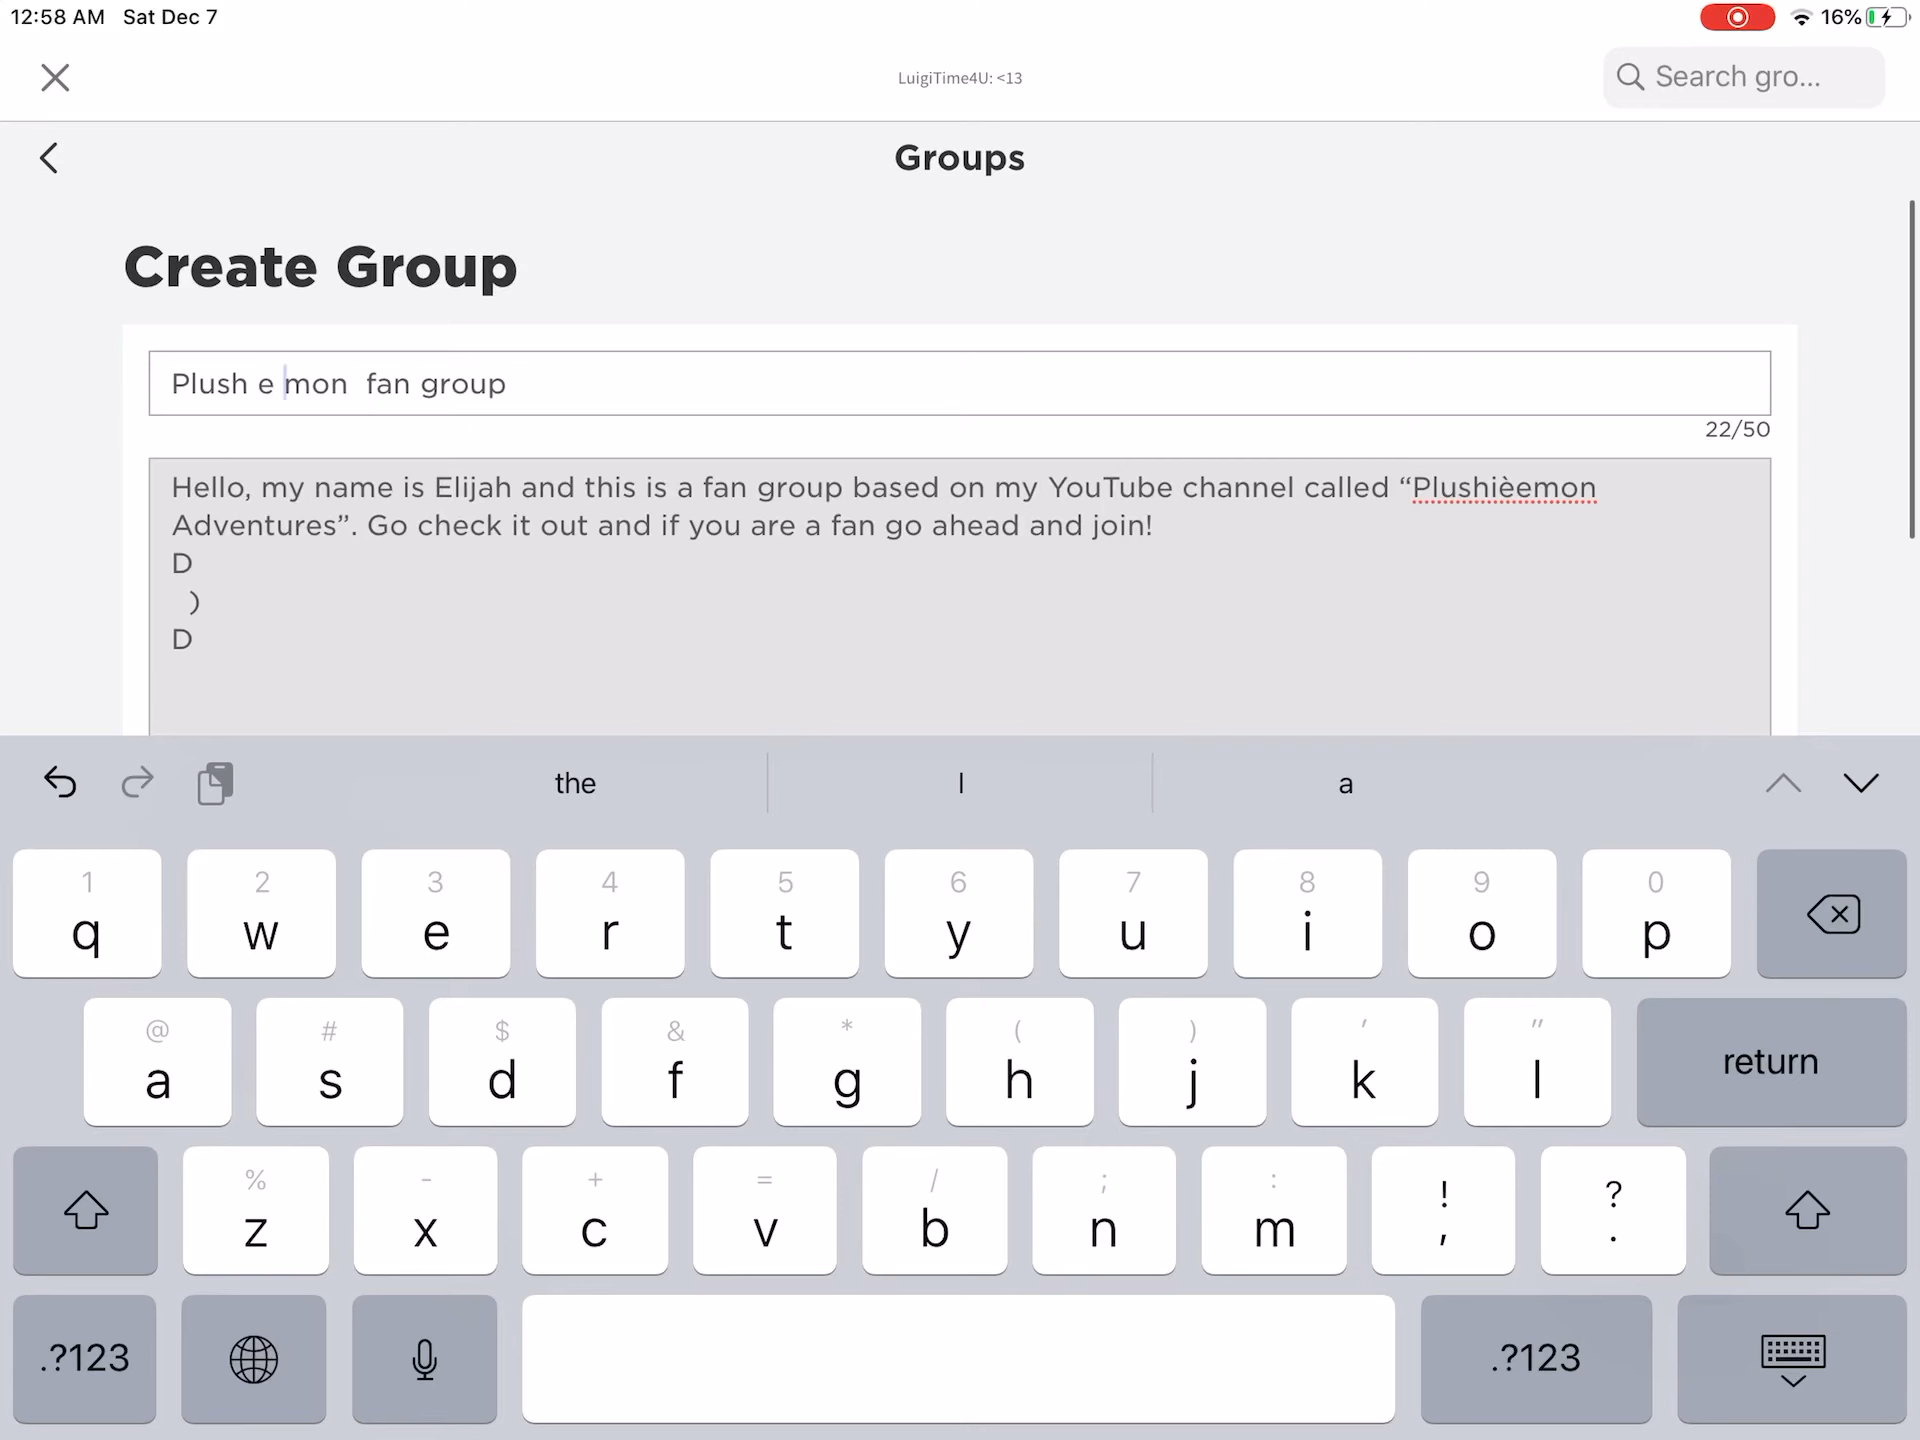 12:58 AM Sat Dec 7
16%
LuigiTime4U: <13
Search gro...
Groups
Create Group
Plush e mon  fan group
22/50
Hello, my name is Elijah and this is a fan group based on my YouTube channel called “Plushièemon
Adventures”. Go check it out and if you are a fan go ahead and join!
D
)
D
the I a
1 2 3 4 5 6 7 8 9 0
q w e r t y u i o p
@ # $ & * ( ) ' "
a s d f g h j k l return
% - + = / ; : ! ?
z x c v b n m , .
.?123 .?123